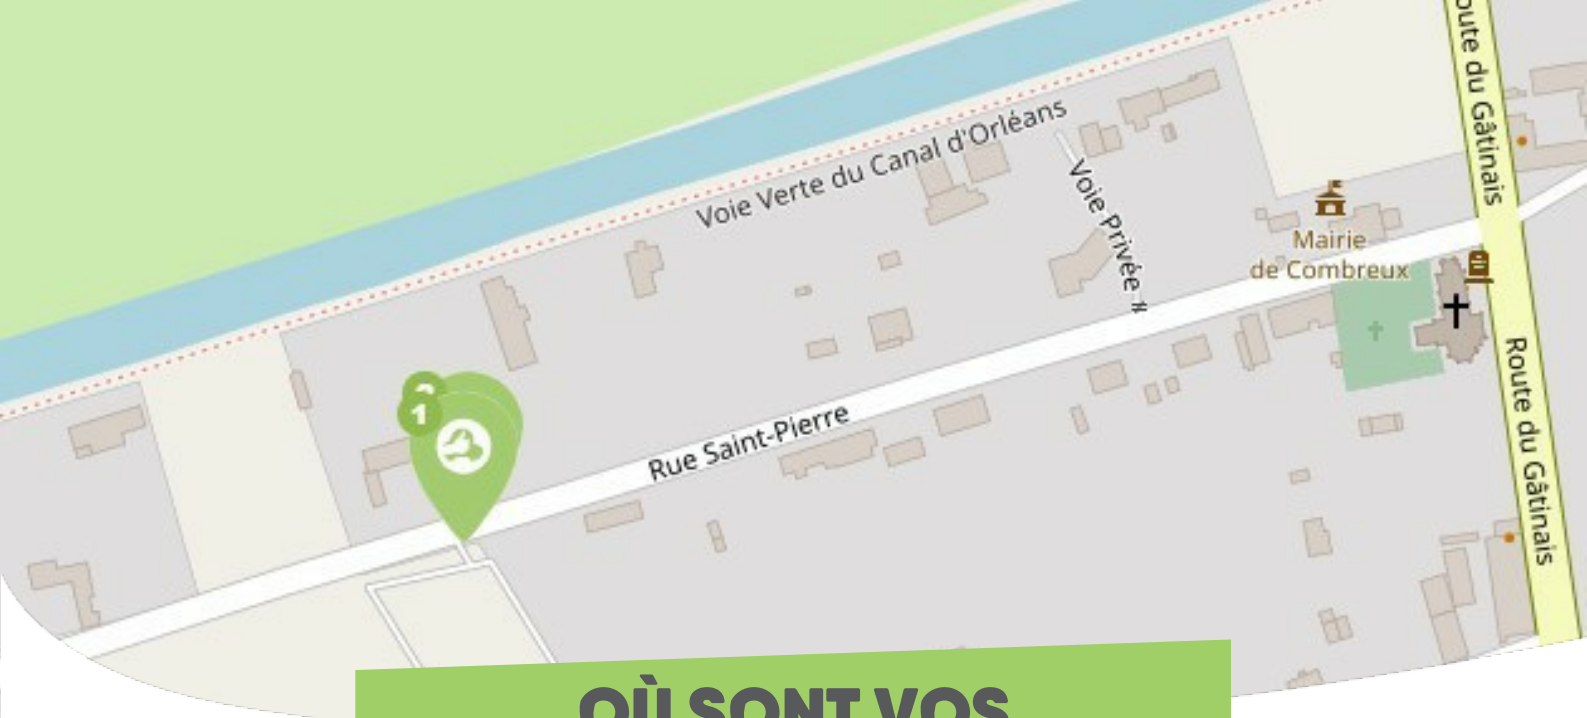 Route du Gâtinais
Voie Verte du Canal d'Orléans
Voie Privée
Mairie
de Combreux
1
Rue Saint-Pierre
Route du Gâtinais
OÙ SONT VOS